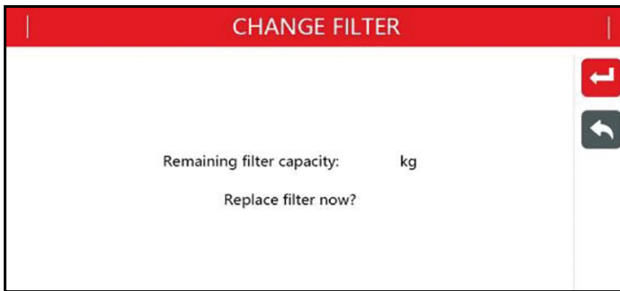 CHANGE FILTER
Remaining filter capacity: kg
Replace filter now?